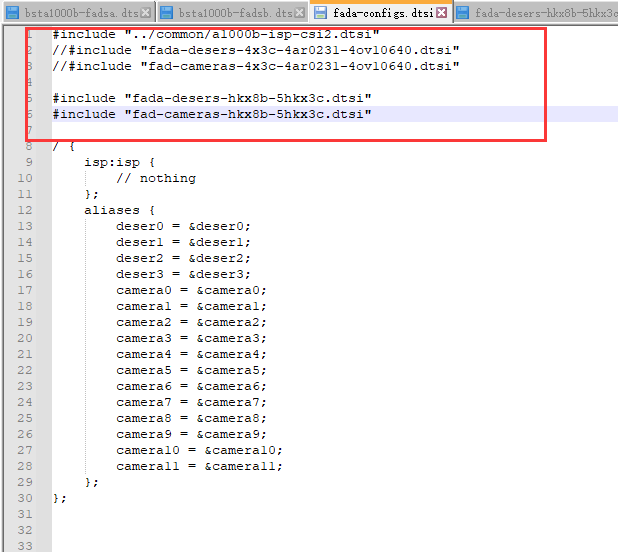 bsta1000b-fadsa.dts bsta1000b-fadsb.dts fada-configs.dtsi fada-desers-hkx8b-5hkx3c
1 #include "../common/a1000b-isp-csi2.dtsi"
2 //#include "fada-desers-4x3c-4ar0231-4ov10640.dtsi"
3 //#include "fad-cameras-4x3c-4ar0231-4ov10640.dtsi"
4
5 #include "fada-desers-hkx8b-5hkx3c.dtsi"
6 #include "fad-cameras-hkx8b-5hkx3c.dtsi"
7
8 / {
9 isp:isp {
10 // nothing
11 };
12 aliases {
13 deser0 = &deser0;
14 deser1 = &deser1;
15 deser2 = &deser2;
16 deser3 = &deser3;
17 camera0 = &camera0;
18 camera1 = &camera1;
19 camera2 = &camera2;
20 camera3 = &camera3;
21 camera4 = &camera4;
22 camera5 = &camera5;
23 camera6 = &camera6;
24 camera7 = &camera7;
25 camera8 = &camera8;
26 camera9 = &camera9;
27 camera10 = &camera10;
28 camera11 = &camera11;
29 };
30 };
31
32
33